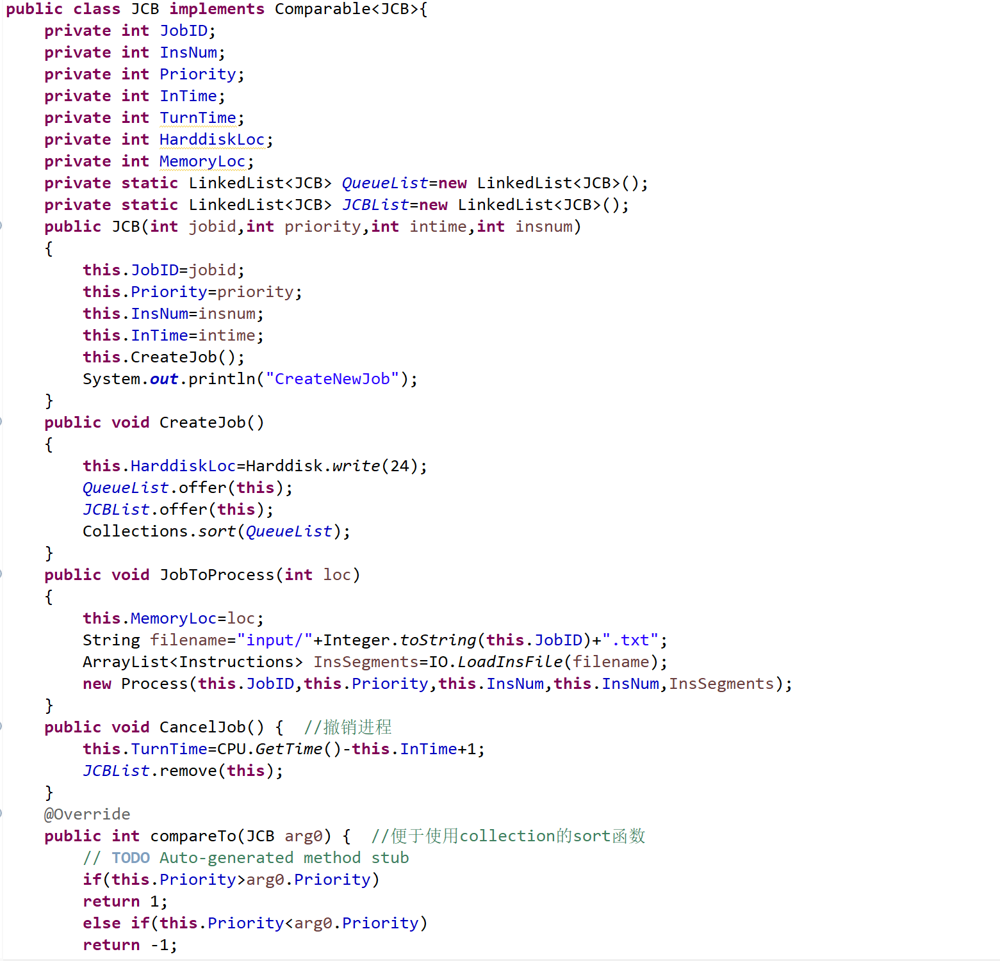 public class JCB implements Comparable<JCB>{
    private int JobID;
    private int InsNum;
    private int Priority;
    private int InTime;
    private int TurnTime;
    private int HarddiskLoc;
    private int MemoryLoc;
    private static LinkedList<JCB> QueueList=new LinkedList<JCB>();
    private static LinkedList<JCB> JCBList=new LinkedList<JCB>();
    public JCB(int jobid,int priority,int intime,int insnum)
    {
        this.JobID=jobid;
        this.Priority=priority;
        this.InsNum=insnum;
        this.InTime=intime;
        this.CreateJob();
        System.out.println("CreateNewJob");
    }
    public void CreateJob()
    {
        this.HarddiskLoc=Harddisk.write(24);
        QueueList.offer(this);
        JCBList.offer(this);
        Collections.sort(QueueList);
    }
    public void JobToProcess(int loc)
    {
        this.MemoryLoc=loc;
        String filename="input/"+Integer.toString(this.JobID)+".txt";
        ArrayList<Instructions> InsSegments=IO.LoadInsFile(filename);
        new Process(this.JobID,this.Priority,this.InsNum,this.InsNum,InsSegments);
    }
    public void CancelJob() {  //撤销进程
        this.TurnTime=CPU.GetTime()-this.InTime+1;
        JCBList.remove(this);
    }
    @Override
    public int compareTo(JCB arg0) {  //便于使用collection的sort函数
        // TODO Auto-generated method stub
        if(this.Priority>arg0.Priority)
        return 1;
        else if(this.Priority<arg0.Priority)
        return -1;